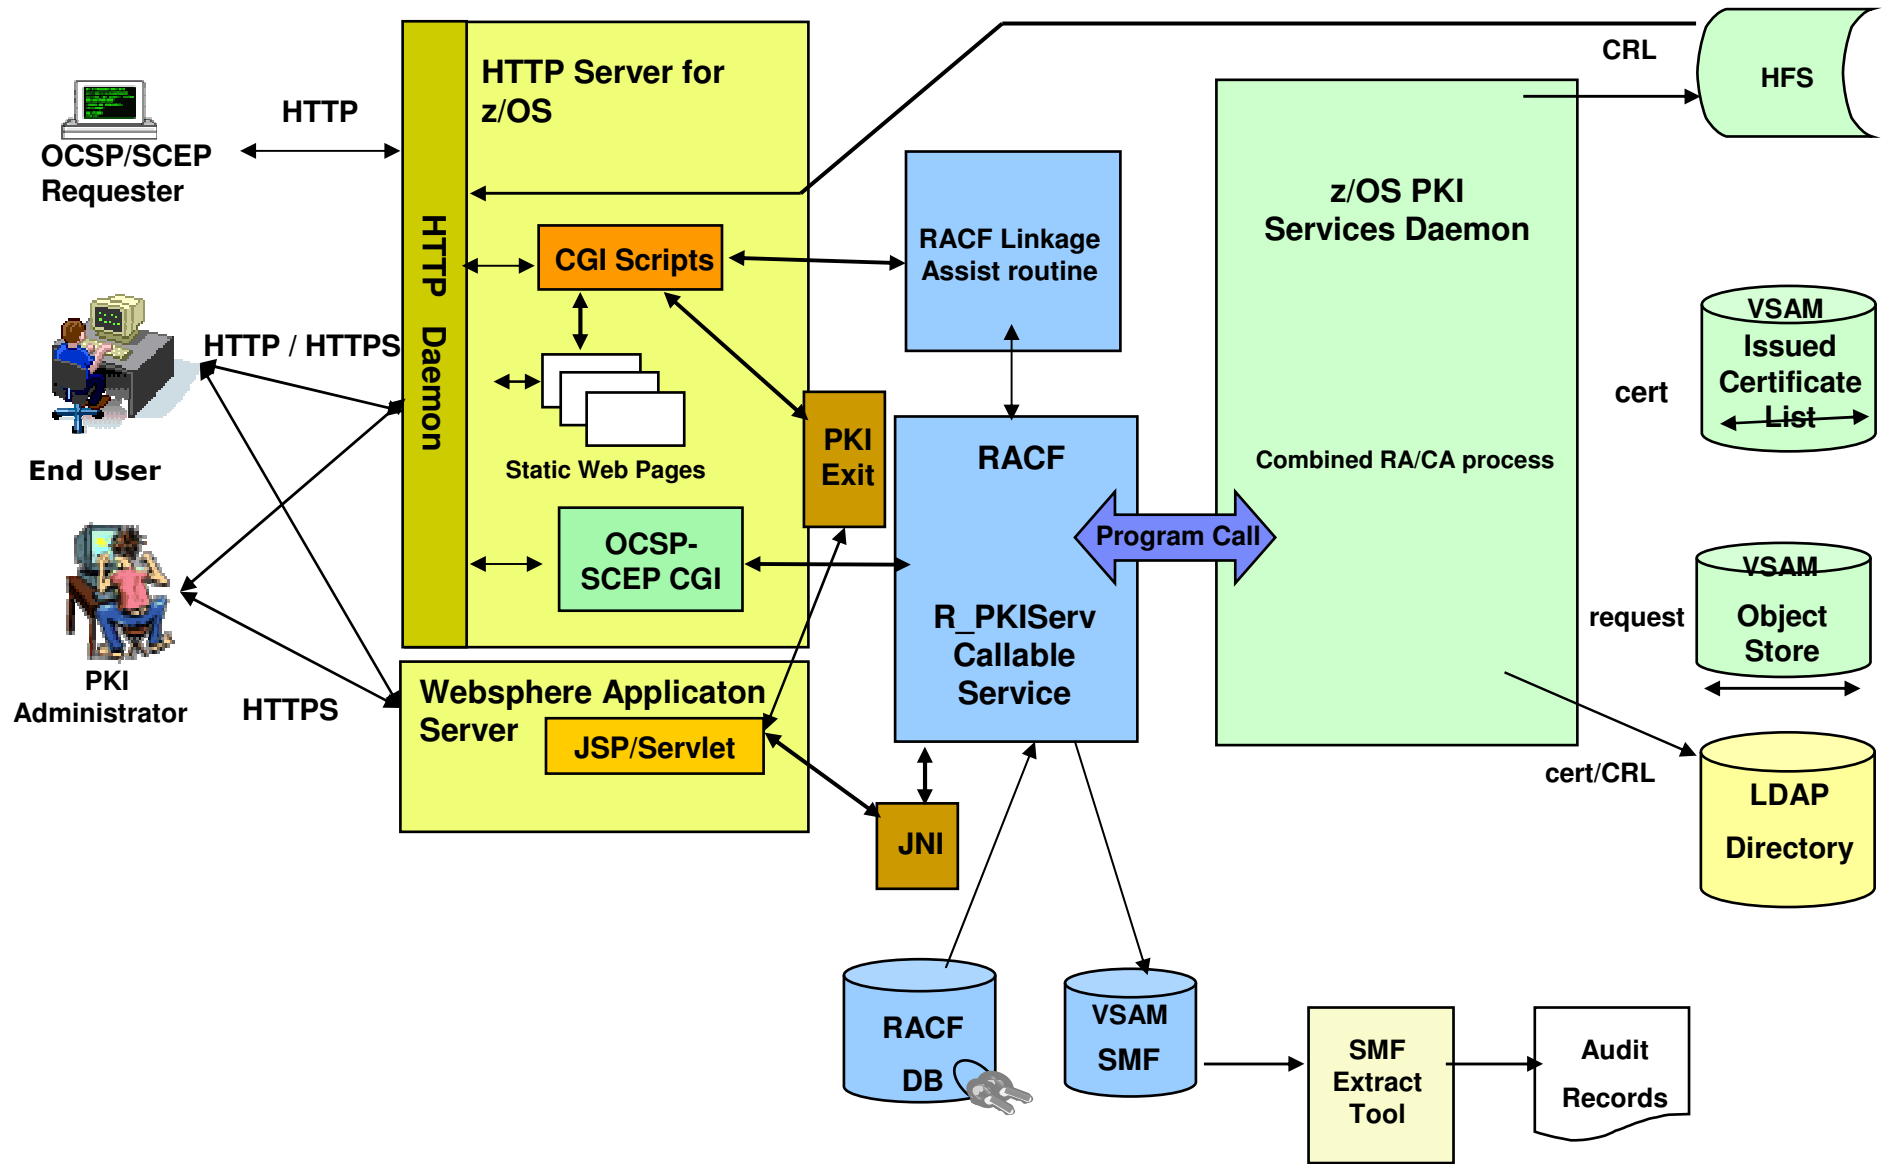 HTTP Server for
z/OS
CRL
HFS
HTTP
OCSP/SCEP
Requester
z/OS PKI
Services Daemon
HTTP Daemon
RACF Linkage
Assist routine
CGI Scripts
VSAM
Issued
Certificate
List
HTTP / HTTPS
cert
End User
Static Web Pages
PKI
Exit
RACF
Combined RA/CA process
Program Call
OCSP-
SCEP CGI
VSAM
Object
Store
request
R_PKIServ
Callable
Service
PKI
Administrator
HTTPS
Websphere Applicaton
Server
JSP/Servlet
cert/CRL
LDAP
Directory
JNI
RACF
DB
VSAM
SMF
SMF
Extract
Tool
Audit
Records